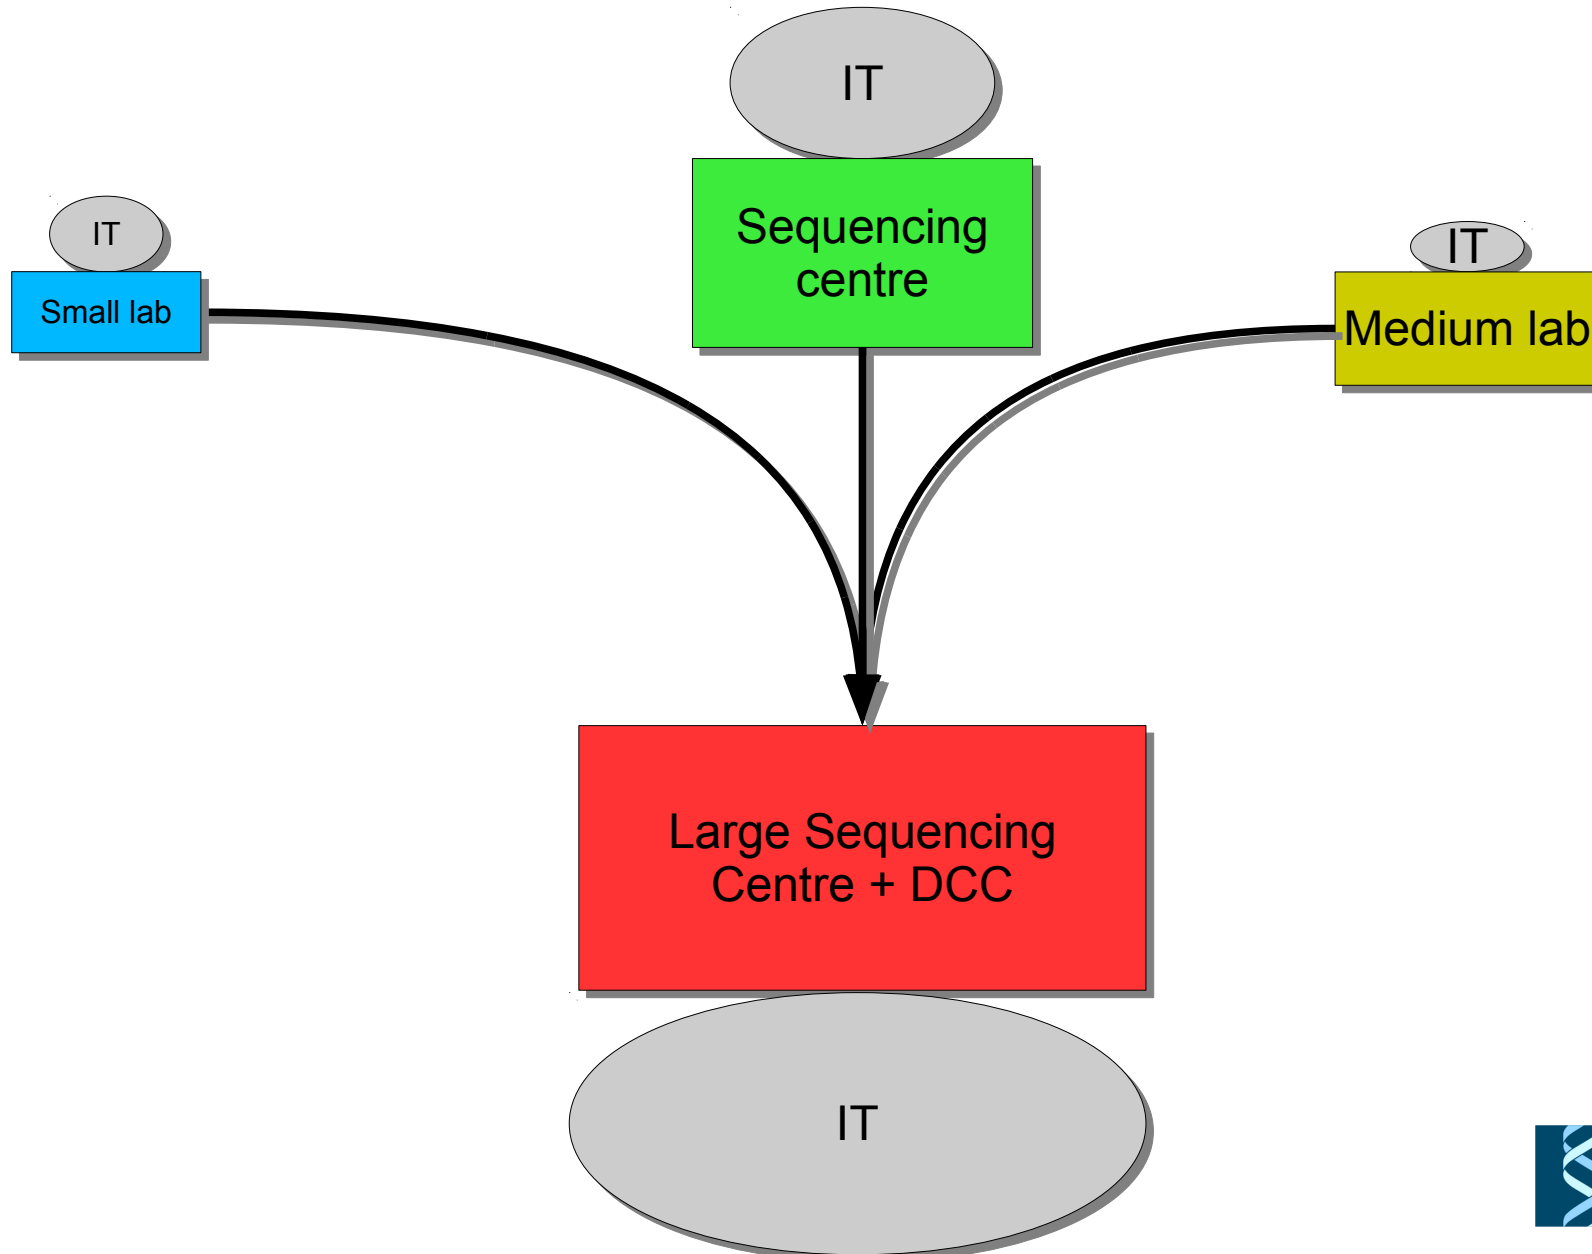 IT
Sequencing
centre
IT
Small lab
IT
Medium lab
Large Sequencing
Centre + DCC
IT